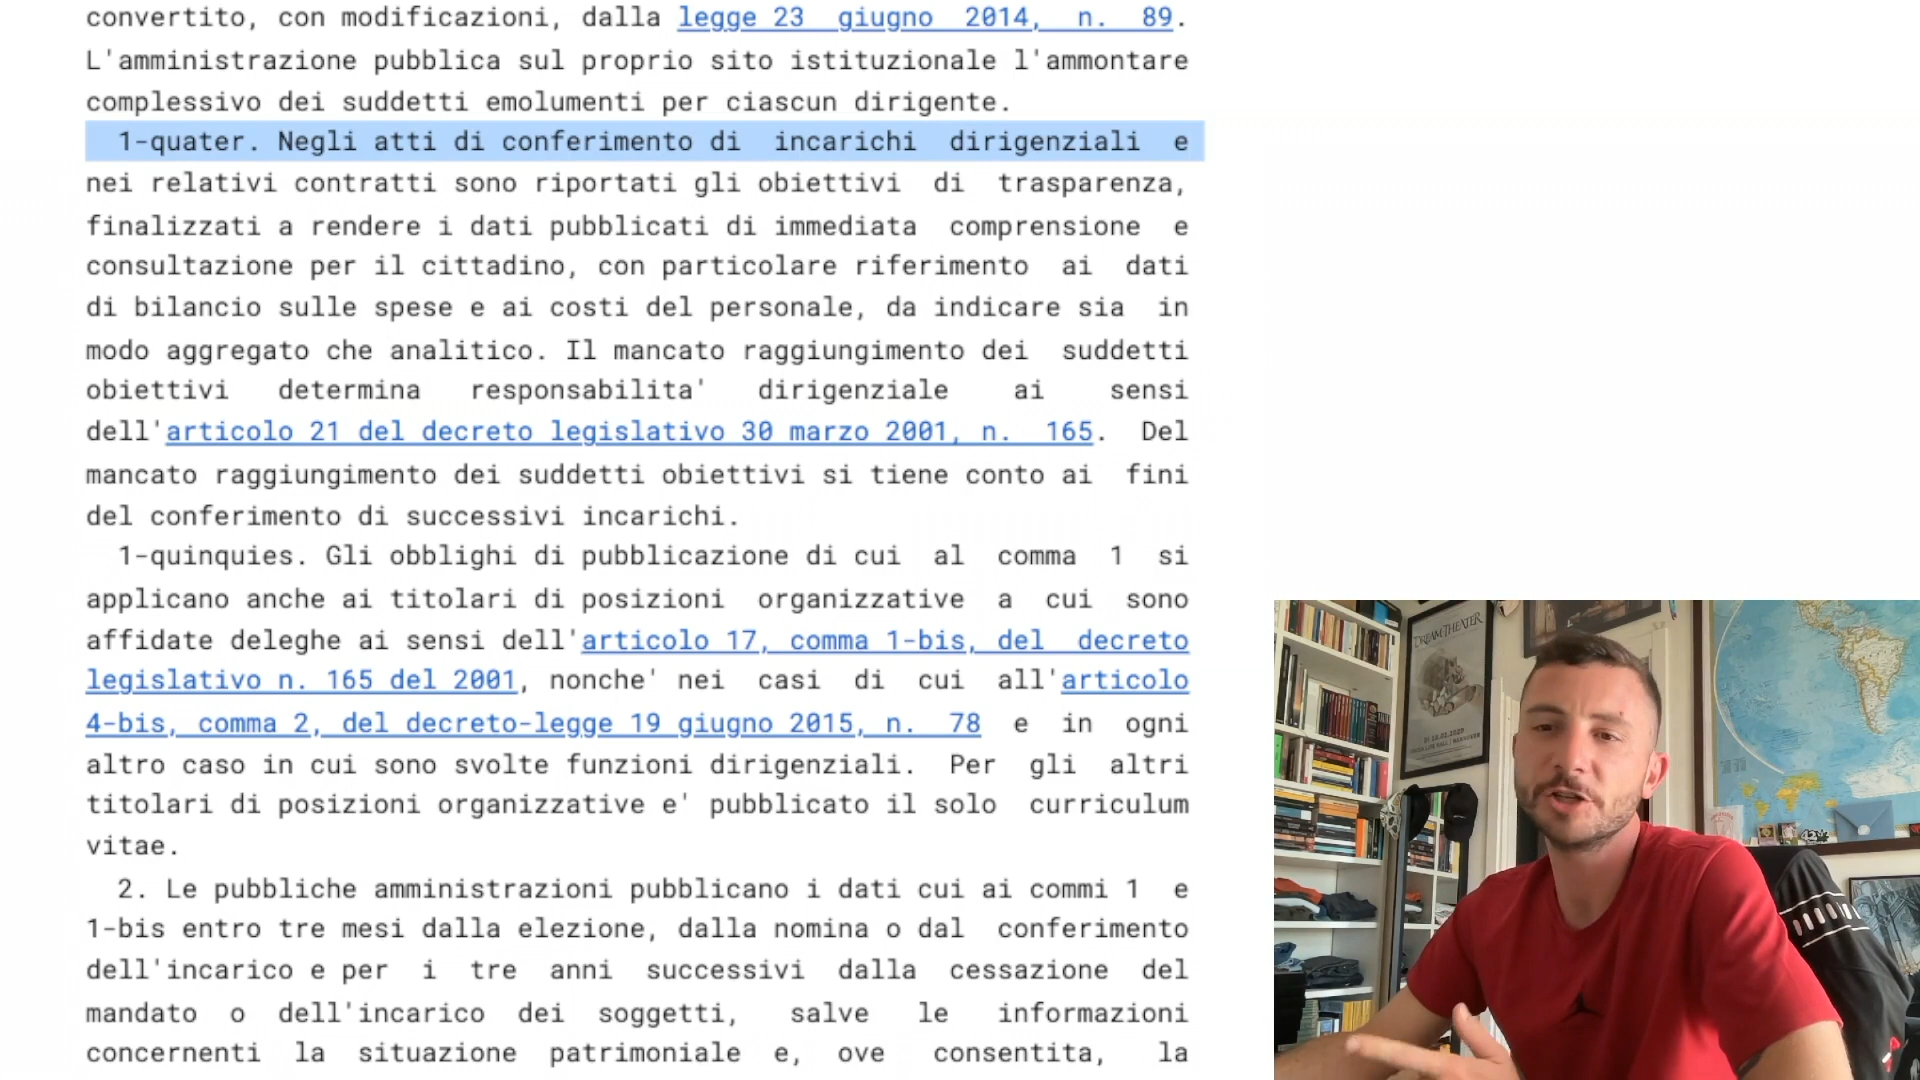 convertito, con modificazioni, dalla legge 23 giugno 2014, n. 89.
L'amministrazione pubblica sul proprio sito istituzionale l'ammontare
complessivo dei suddetti emolumenti per ciascun dirigente.
1-quater. Negli atti di conferimento di incarichi dirigenziali e
nei relativi contratti sono riportati gli obiettivi di trasparenza,
finalizzati a rendere i dati pubblicati di immediata comprensione e
consultazione per il cittadino, con particolare riferimento ai dati
di bilancio sulle spese e ai costi del personale, da indicare sia in
modo aggregato che analitico. Il mancato raggiungimento dei suddetti
obiettivi determina responsabilita' dirigenziale ai sensi
dell'articolo 21 del decreto legislativo 30 marzo 2001, n. 165. Del
mancato raggiungimento dei suddetti obiettivi si tiene conto ai fini
del conferimento di successivi incarichi.
1-quinquies. Gli obblighi di pubblicazione di cui al comma 1 si
applicano anche ai titolari di posizioni organizzative a cui sono
affidate deleghe ai sensi dell'articolo 17, comma 1-bis, del decreto
legislativo n. 165 del 2001, nonche' nei casi di cui all'articolo
4-bis, comma 2, del decreto-legge 19 giugno 2015, n. 78 e in ogni
altro caso in cui sono svolte funzioni dirigenziali. Per gli altri
titolari di posizioni organizzative e' pubblicato il solo curriculum
vitae.
2. Le pubbliche amministrazioni pubblicano i dati cui ai commi 1 e
1-bis entro tre mesi dalla elezione, dalla nomina o dal conferimento
dell'incarico e per i tre anni successivi dalla cessazione del
mandato o dell'incarico dei soggetti, salve le informazioni
concernenti la situazione patrimoniale e, ove consentita, la
DREAM THEATER